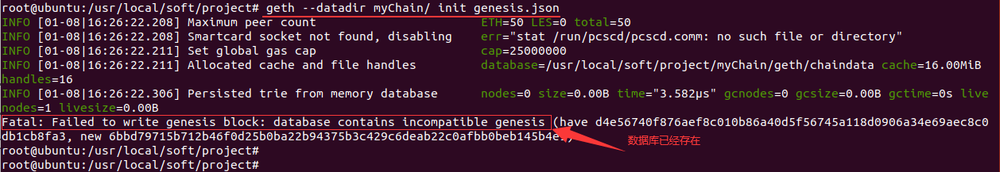 root@ubuntu:/usr/local/soft/project# geth --datadir myChain/ init genesis.json
INFO [01-08|16:26:22.208] Maximum peer count ETH=50 LES=0 total=50
INFO [01-08|16:26:22.208] Smartcard socket not found, disabling err="stat /run/pcscd/pcscd.comm: no such file or directory"
INFO [01-08|16:26:22.211] Set global gas cap cap=25000000
INFO [01-08|16:26:22.211] Allocated cache and file handles database=/usr/local/soft/project/myChain/geth/chaindata cache=16.00MiB
handles=16
INFO [01-08|16:26:22.306] Persisted trie from memory database nodes=0 size=0.00B time="3.582µs" gcnodes=0 gcsize=0.00B gctime=0s live
nodes=1 livesize=0.00B
Fatal: Failed to write genesis block: database contains incompatible genesis (have d4e56740f876aef8c010b86a40d5f56745a118d0906a34e69aec8c0
db1cb8fa3, new 6bbd79715b712b46f0d25b0ba22b94375b3c429c6deab22c0afbb0beb145b4e
数据库已经存在
root@ubuntu:/usr/local/soft/project#
root@ubuntu:/usr/local/soft/project#